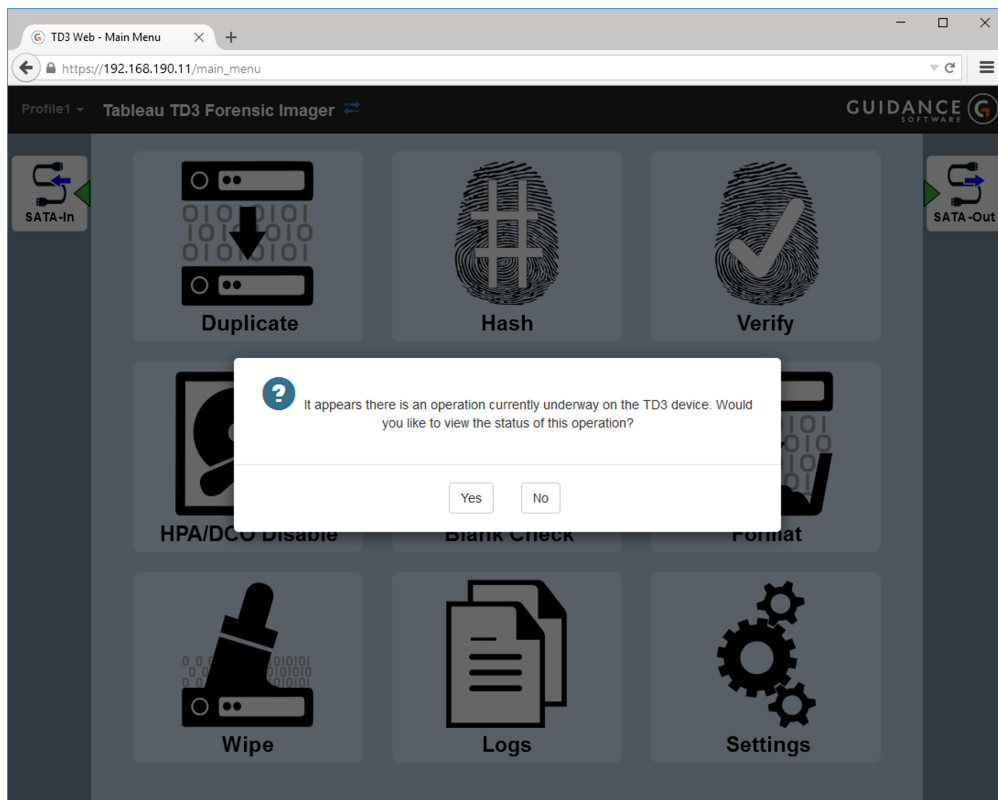 TD3 Web - Main Menu
https://192.168.190.11/main_menu
Profile1
Tableau TD3 Forensic Imager
GUIDANCE
SOFTWARE
SATA-In
SATA-Out
Duplicate
Hash
Verify
It appears there is an operation currently underway on the TD3 device. Would
you like to view the status of this operation?
Yes
No
HPA/DCO Disable
Blank Check
Format
Wipe
Logs
Settings